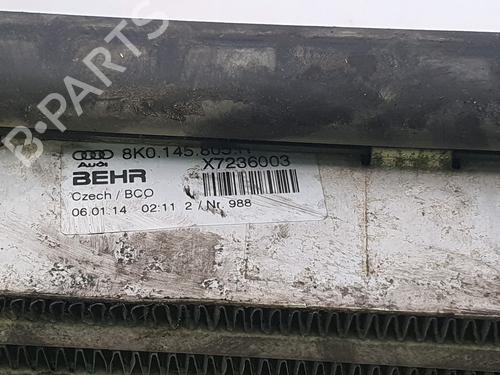 B-PARTS
8K0.145.805.H
Audi
X7236003
BEHR
Czech / BCO
06.01.14 02:11 2 / Nr. 988